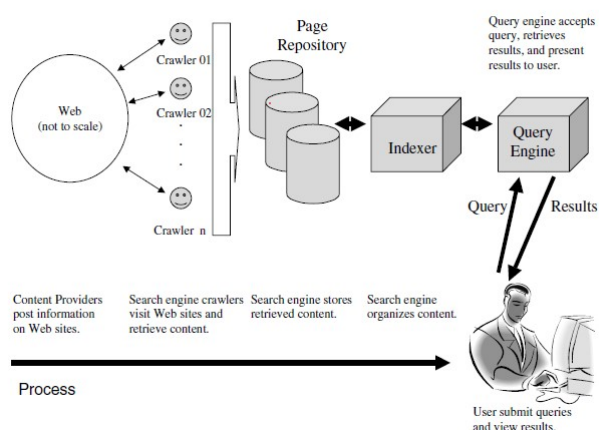 Query engine accepts
query, retrieves
results, and present
results to user.
Page
Repository
Crawler 01
Web
(not to scale)
Crawler 02
.
.
.
Crawler n
Indexer
Query
Engine
Query
Results
Content Providers
post information
on Web sites.
Search engine crawlers
visit Web sites and
retrieve content.
Search engine stores
retrieved content.
Search engine
organizes content.
Process
User submit queries
and view results.